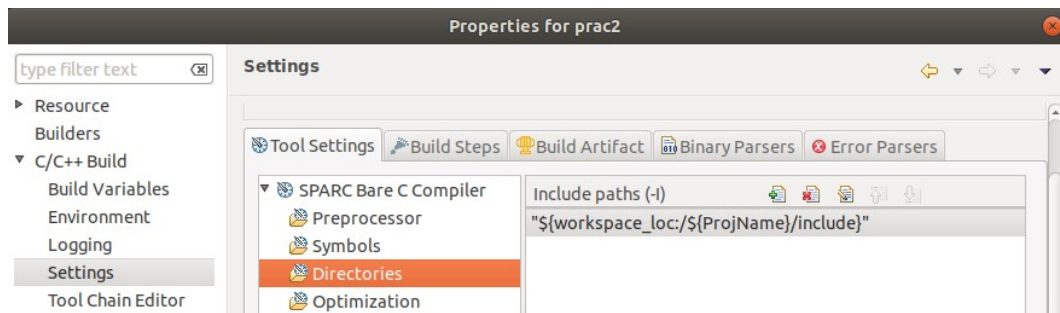 Properties for prac2
type filter text
Settings
Resource
Builders
C/C++ Build
Build Variables
Environment
Logging
Settings
Tool Chain Editor
Tool Settings
Build Steps
Build Artifact
Binary Parsers
Error Parsers
SPARC Bare C Compiler
Preprocessor
Symbols
Directories
Optimization
Include paths (-I)
"${workspace_loc:/${ProjName}/include}"